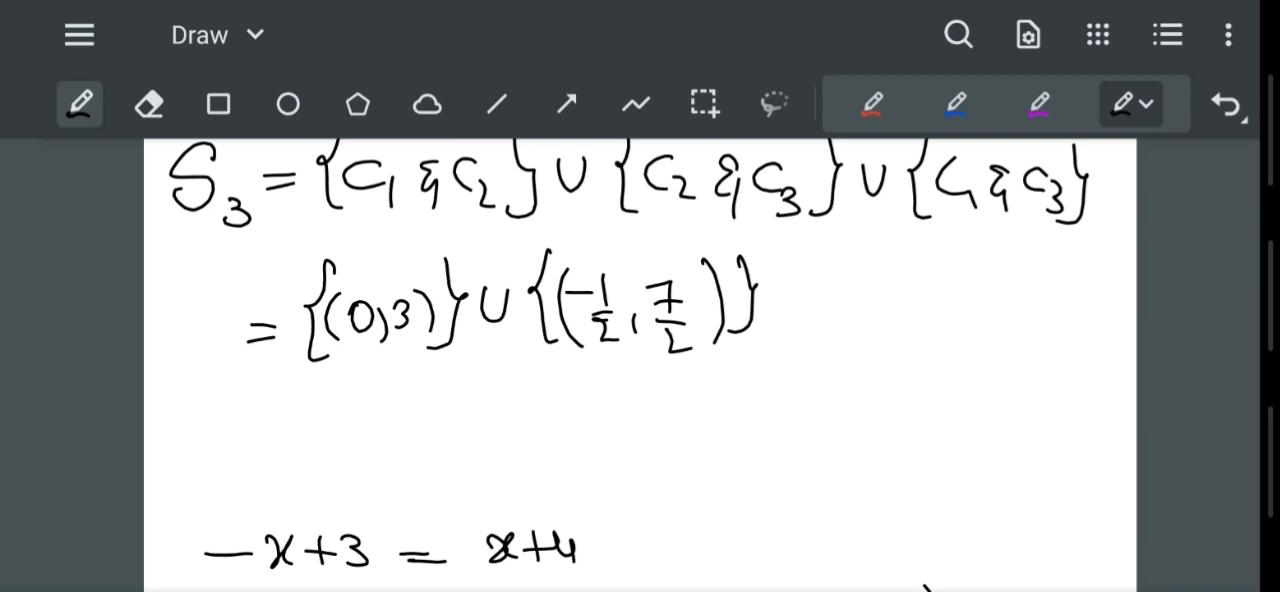 Draw
S₃ = {C₁ & C₂} ∪ {C₂ & C₃} ∪ {C₁ & C₃}
= {(0,3)} ∪ {(-1/2, 7/2)}
-x+3 = x+4